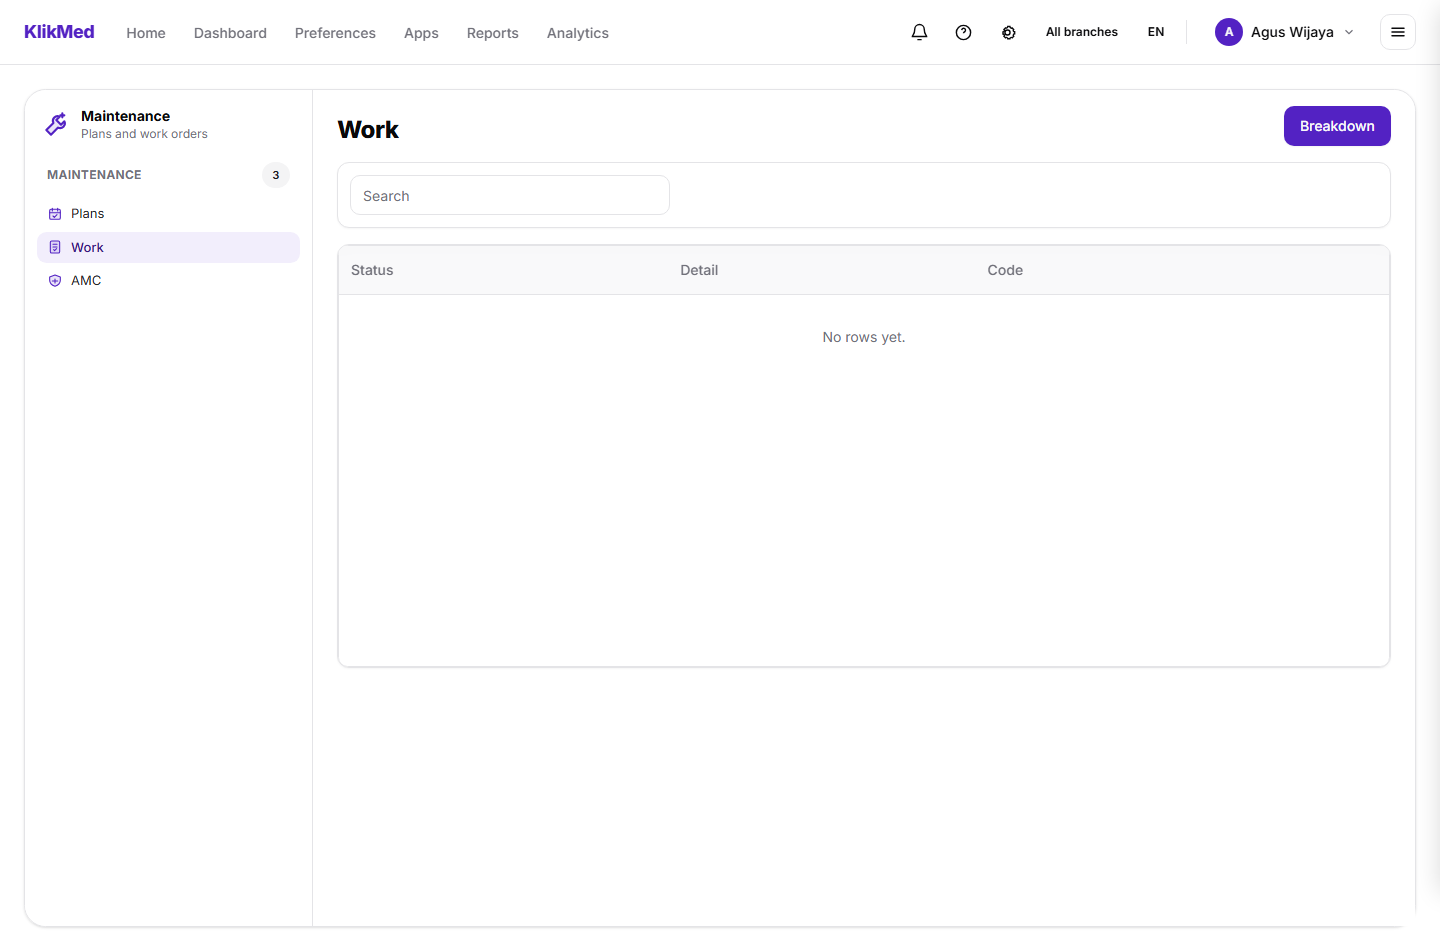 KlikMed
Home
Dashboard
Preferences
Apps
Reports
Analytics
All branches
EN
A
Agus Wijaya
Maintenance
Plans and work orders
MAINTENANCE
3
Plans
Work
AMC
Work
Breakdown
Search
Status
Detail
Code
No rows yet.